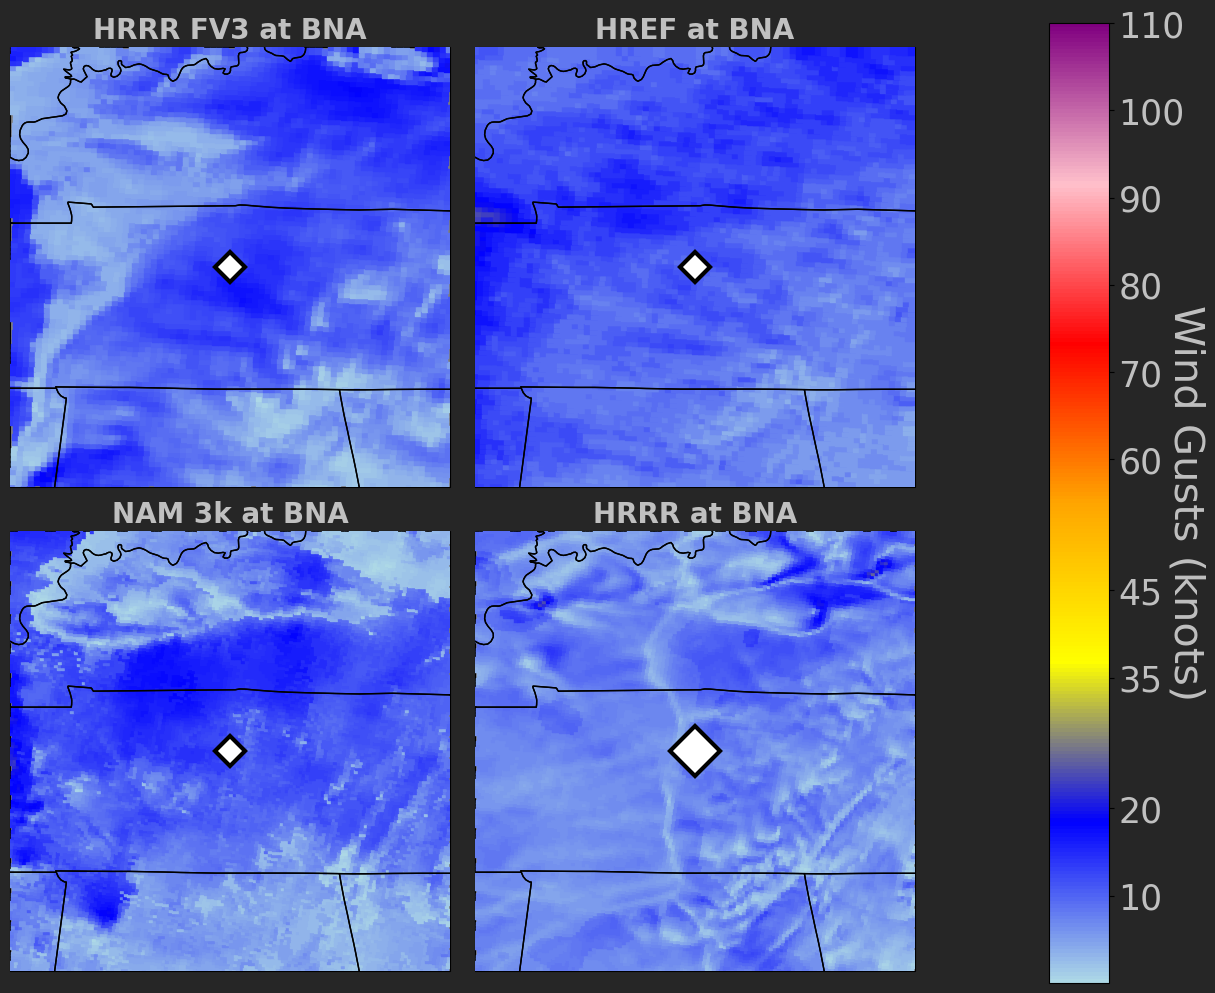 HRRR FV3 at BNA
HREF at BNA
NAM 3k at BNA
HRRR at BNA
110
100
90
80
70
60
45
35
20
10
Wind Gusts (knots)